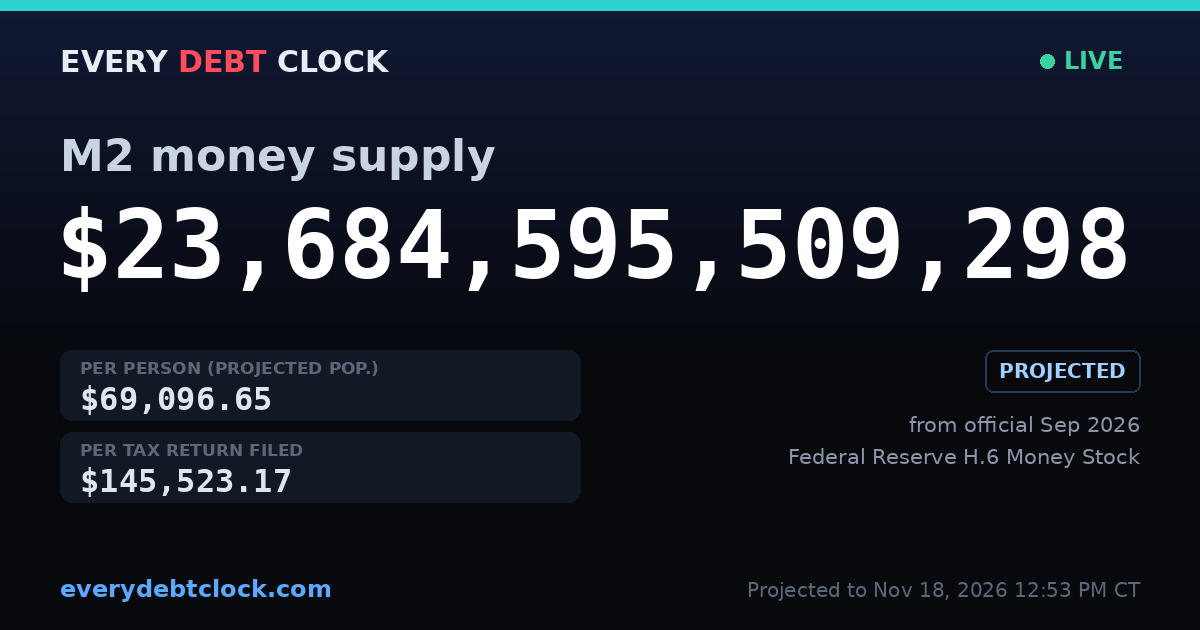 EVERY DEBT CLOCK
LIVE
M2 money supply
$23,684,595,509,298
PER PERSON (PROJECTED POP.)
$69,096.65
PER TAX RETURN FILED
$145,523.17
PROJECTED
from official Sep 2026
Federal Reserve H.6 Money Stock
everydebtclock.com
Projected to Nov 18, 2026 12:53 PM CT